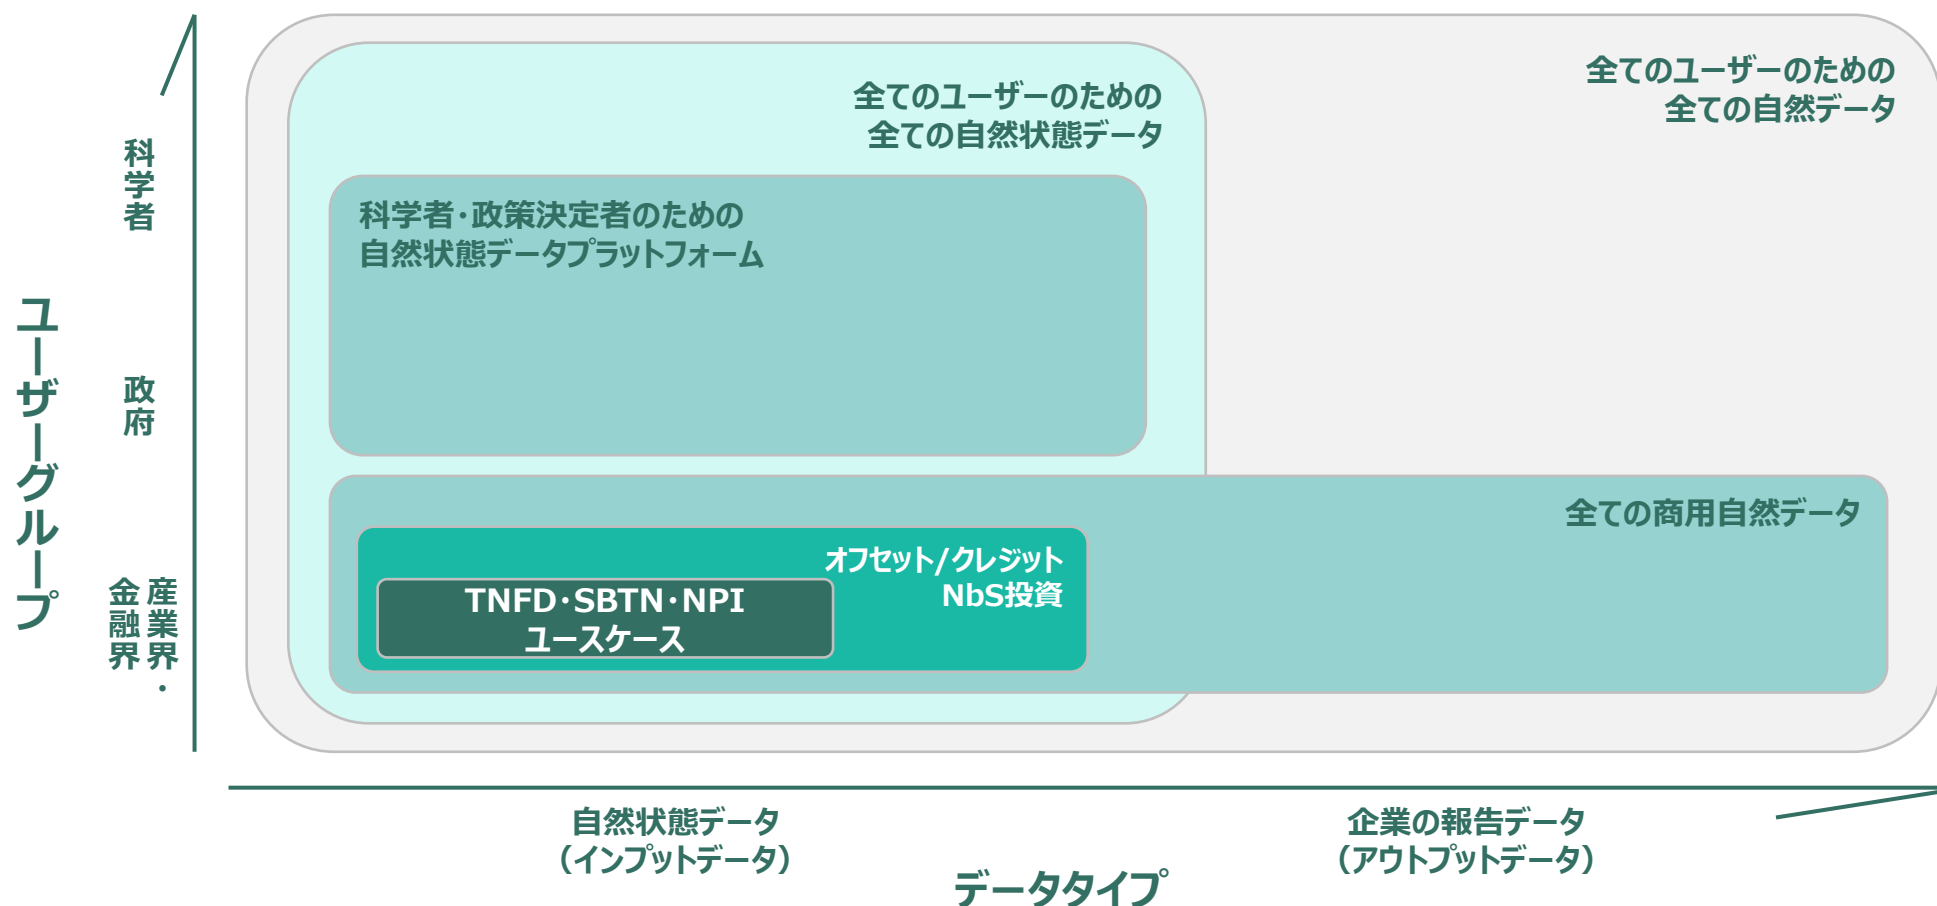 全てのユーザーのための
全ての自然データ
全てのユーザーのための
全ての自然状態データ
科学者・政策決定者のための
自然状態データプラットフォーム
全ての商用自然データ
オフセット/クレジット
NbS投資
TNFD・SBTN・NPI
ユースケース
ユーザーグループ
科学者
政府
産業界・
金融界
自然状態データ
（インプットデータ）
企業の報告データ
（アウトプットデータ）
データタイプ